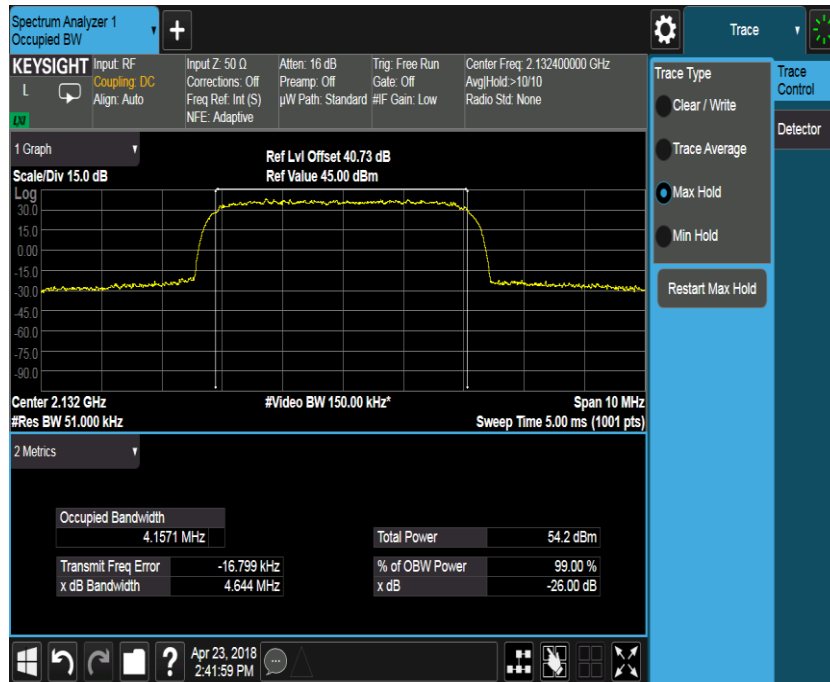 Spectrum Analyzer 1
Occupied BW
+
Trace
KEYSIGHT
L
LXI
Input: RF
Coupling: DC
Align: Auto
Input Z: 50 Ω
Corrections: Off
Freq Ref: Int (S)
NFE: Adaptive
Atten: 16 dB
Preamp: Off
µW Path: Standard
Trig: Free Run
Gate: Off
#IF Gain: Low
Center Freq: 2.132400000 GHz
Avg|Hold:>10/10
Radio Std: None
Trace Type
Clear / Write
Trace Average
Max Hold
Min Hold
Restart Max Hold
Trace
Control
Detector
1 Graph
Scale/Div 15.0 dB
Ref Lvl Offset 40.73 dB
Ref Value 45.00 dBm
Log
30.0
15.0
0.00
-15.0
-30.0
-45.0
-60.0
-75.0
-90.0
Center 2.132 GHz
#Res BW 51.000 kHz
#Video BW 150.00 kHz*
Span 10 MHz
Sweep Time 5.00 ms (1001 pts)
2 Metrics
Occupied Bandwidth
4.1571 MHz
Total Power 54.2 dBm
Transmit Freq Error -16.799 kHz
% of OBW Power 99.00 %
x dB Bandwidth 4.644 MHz
x dB -26.00 dB
?
Apr 23, 2018
2:41:59 PM